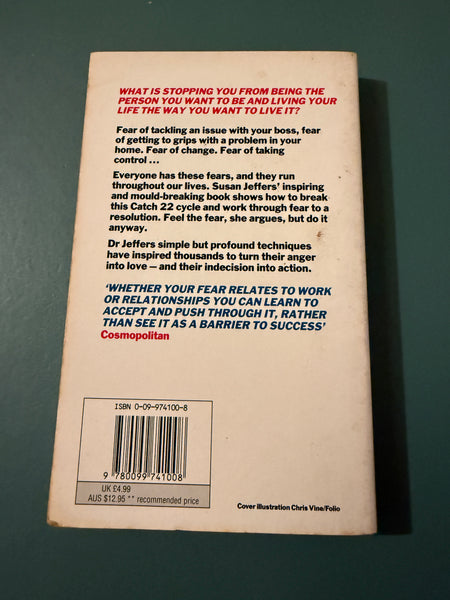 WHAT IS STOPPING YOU FROM BEING THE
PERSON YOU WANT TO BE AND LIVING YOUR
LIFE THE WAY YOU WANT TO LIVE IT?
Fear of tackling an issue with your boss, fear
of getting to grips with a problem in your
home. Fear of change. Fear of taking
control ...
Everyone has these fears, and they run
throughout our lives. Susan Jeffers' inspiring
and mould-breaking book shows how to break
this Catch 22 cycle and work through fear to a
resolution. Feel the fear, she argues, but do it
anyway.
Dr Jeffers simple but profound techniques
have inspired thousands to turn their anger
into love — and their indecision into action.
'WHETHER YOUR FEAR RELATES TO WORK
OR RELATIONSHIPS YOU CAN LEARN TO
ACCEPT AND PUSH THROUGH IT, RATHER
THAN SEE IT AS A BARRIER TO SUCCESS'
Cosmopolitan
ISBN 0-09-974100-8
9 780099 741008
UK £4.99
AUS $12.95 ** recommended price
Cover illustration Chris Vine/Folio